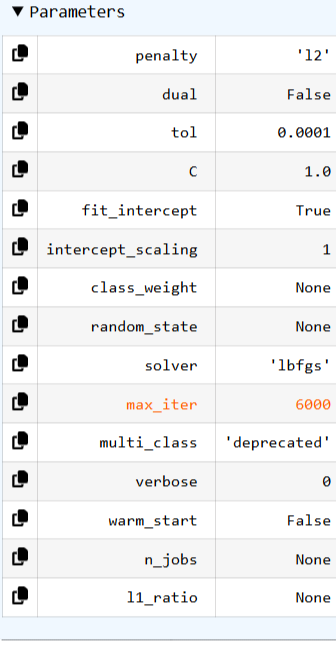 ▼ Parameters
penalty 'l2'
dual False
tol 0.0001
C 1.0
fit_intercept True
intercept_scaling 1
class_weight None
random_state None
solver 'lbfgs'
max_iter 6000
multi_class 'deprecated'
verbose 0
warm_start False
n_jobs None
l1_ratio None